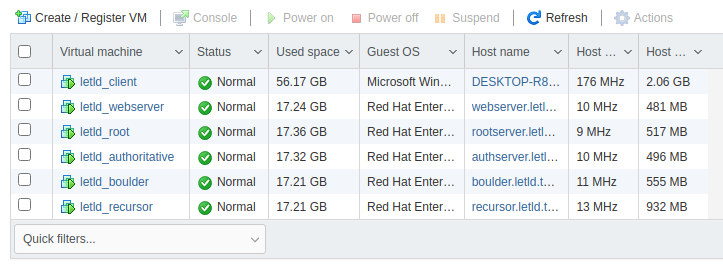 Create / Register VM Console Power on Power off Suspend Refresh Actions
Virtual machine Status Used space Guest OS Host name Host ... Host ...
letld_client Normal 56.17 GB Microsoft Win... DESKTOP-R8... 176 MHz 2.06 GB
letld_webserver Normal 17.24 GB Red Hat Enter... webserver.letl... 10 MHz 481 MB
letld_root Normal 17.36 GB Red Hat Enter... rootserver.letl... 9 MHz 517 MB
letld_authoritative Normal 17.32 GB Red Hat Enter... authserver.letl... 10 MHz 496 MB
letld_boulder Normal 17.21 GB Red Hat Enter... boulder.letld.t... 11 MHz 555 MB
letld_recursor Normal 17.21 GB Red Hat Enter... recursor.letld.t... 13 MHz 932 MB
Quick filters...